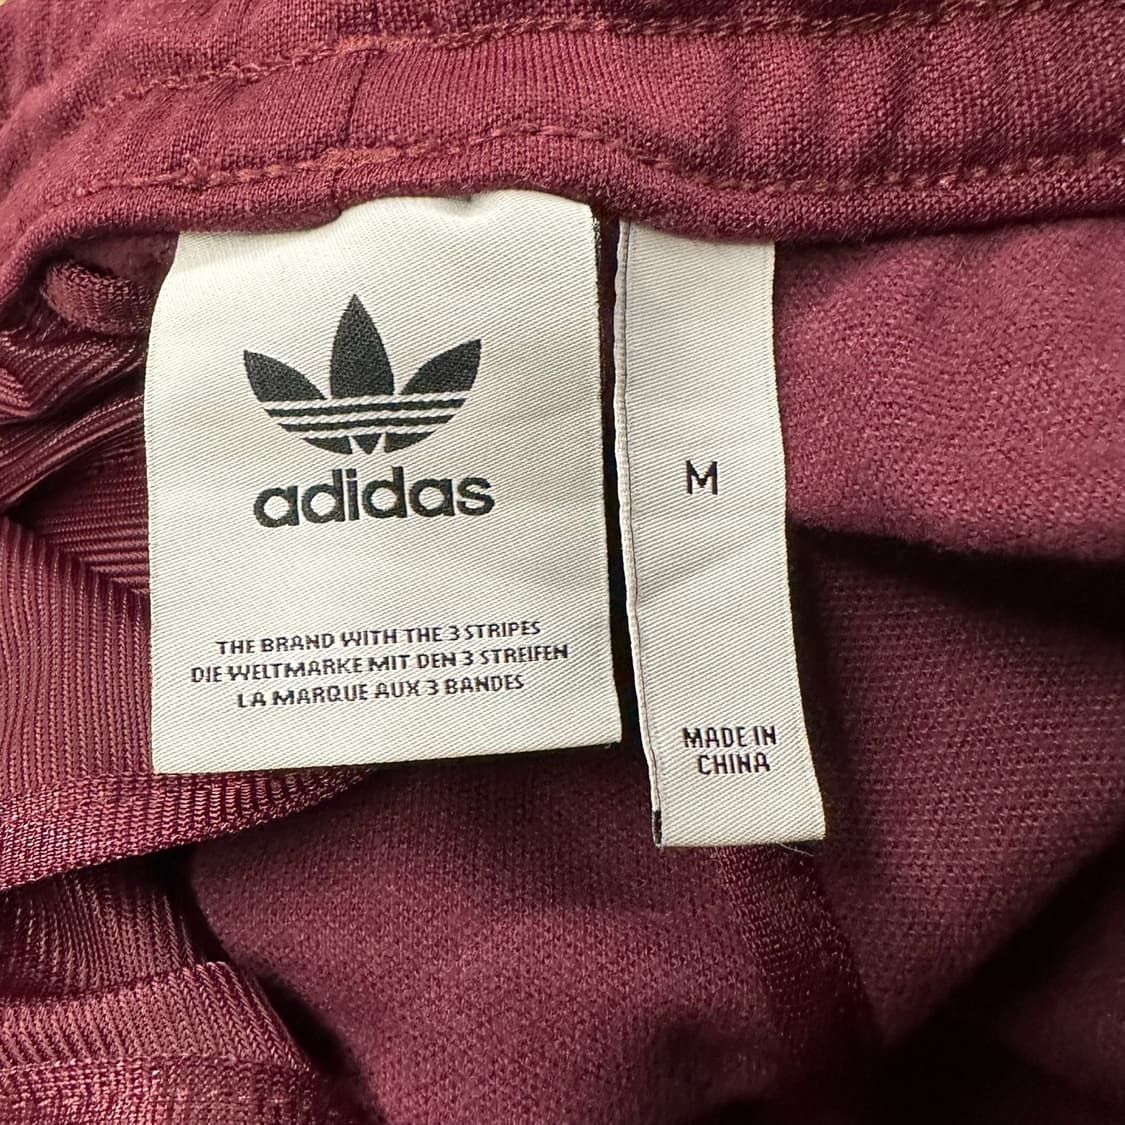 adidas
THE BRAND WITH THE 3 STRIPES
DIE WELTMARKE MIT DEN 3 STREIFEN
LA MARQUE AUX 3 BANDES
M
MADE IN
CHINA